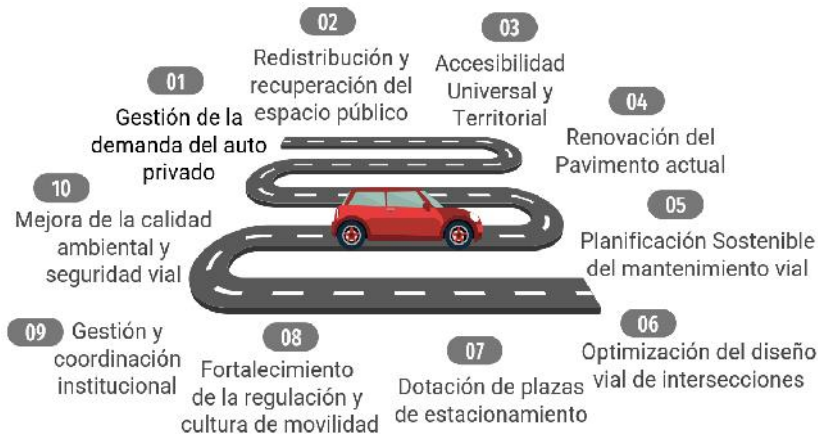 01
Gestión de la
demanda del auto
privado
02
Redistribución y
recuperación del
espacio público
03
Accesibilidad
Universal y
Territorial
04
Renovación del
Pavimento actual
05
Planificación Sostenible
del mantenimiento vial
06
Optimización del diseño
vial de intersecciones
07
Dotación de plazas
de estacionamiento
08
Fortalecimiento
de la regulación y
cultura de movilidad
09 Gestión y
coordinación
institucional
10
Mejora de la calidad
ambiental y
seguridad vial